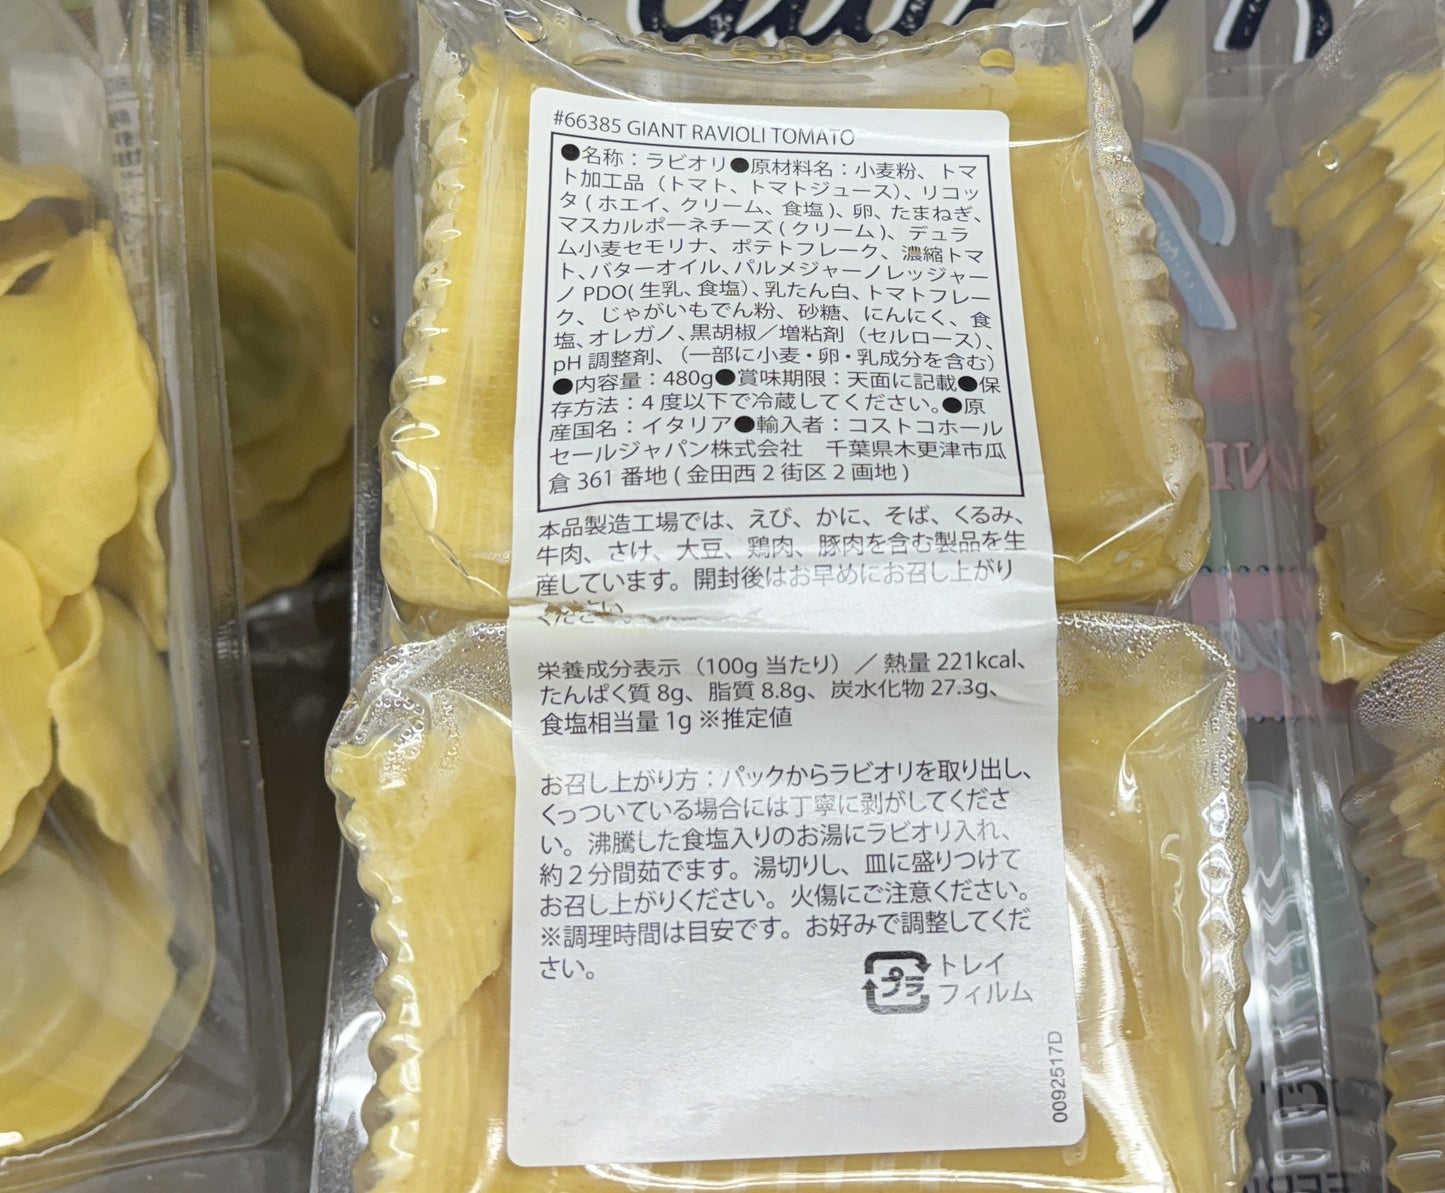 #66385 GIANT RAVIOLI TOMATO
●名称：ラビオリ●原材料名：小麦粉、トマ
ト加工品（トマト、トマトジュース）、リコッ
タ ( ホエイ、クリーム、食塩 )、卵、たまねぎ、
マスカルポーネチーズ ( クリーム )、デュラ
ム小麦セモリナ、ポテトフレーク、濃縮トマ
ト、バターオイル、パルメジャーノレッジャー
ノ PDO( 生乳、食塩）、乳たん白、トマトフレー
ク、じゃがいもでん粉、砂糖、にんにく、食
塩、オレガノ、黒胡椒／増粘剤（セルロース）、
pH 調整剤、（一部に小麦・卵・乳成分を含む）
●内容量：480g●賞味期限：天面に記載●保
存方法：4 度以下で冷蔵してください。●原
産国名：イタリア●輸入者：コストコホール
セールジャパン株式会社　千葉県木更津市瓜
倉 361 番地 ( 金田西 2 街区 2 画地 )
本品製造工場では、えび、かに、そば、くるみ、
牛肉、さけ、大豆、鶏肉、豚肉を含む製品を生
産しています。開封後はお早めにお召し上がり
ください。
栄養成分表示（100g 当たり）／熱量 221kcal、
たんぱく質 8g、脂質 8.8g、炭水化物 27.3g、
食塩相当量 1g ※推定値
お召し上がり方：パックからラビオリを取り出し、
くっついている場合には丁寧に剥がしてくださ
い。沸騰した食塩入りのお湯にラビオリ入れ、
約 2 分間茹でます。湯切りし、皿に盛りつけて
お召し上がりください。火傷にご注意ください。
※調理時間は目安です。お好みで調整してくだ
さい。
プラ
トレイ
フィルム
0092517D